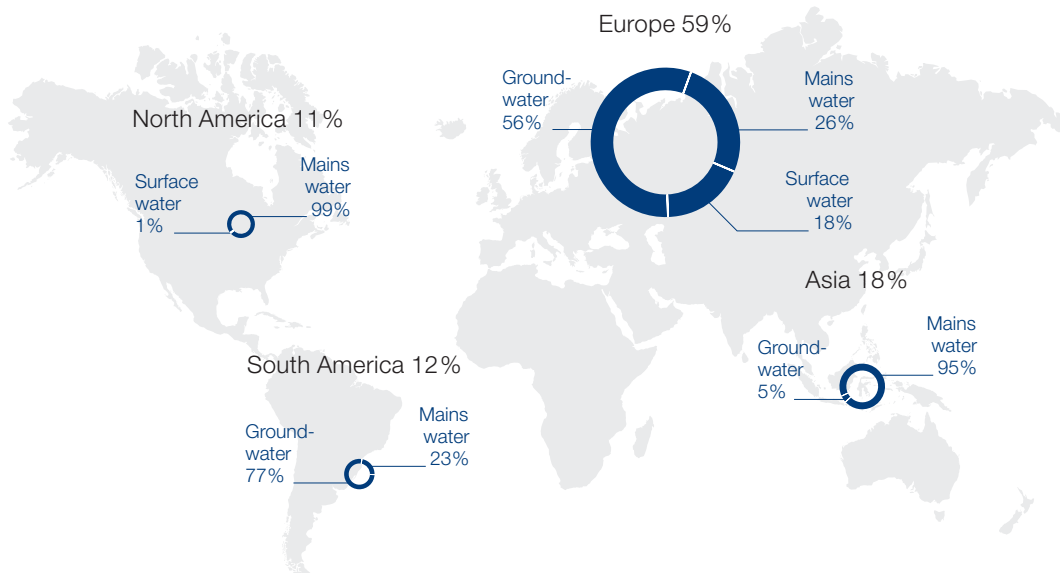 Europe 59%
Ground-
water
56%
Mains
water
26%
Surface
water
18%
North America 11%
Surface
water
1%
Mains
water
99%
Asia 18%
Ground-
water
5%
Mains
water
95%
South America 12%
Ground-
water
77%
Mains
water
23%